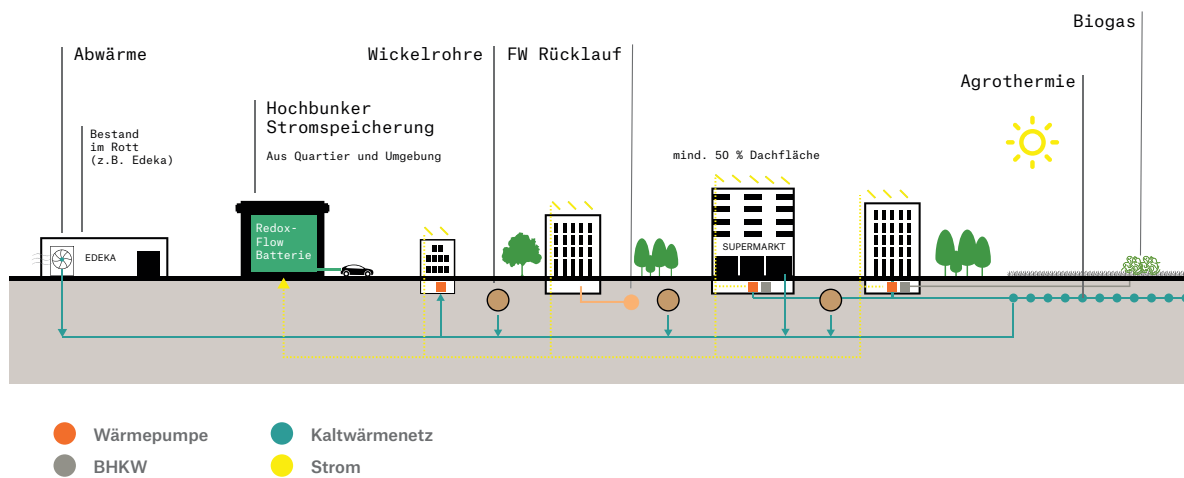 Biogas
Abwärme
Wickelrohre
FW Rücklauf
Agrothermie
Hochbunker
Stromspeicherung
Aus Quartier und Umgebung
Bestand
im Rott
(z.B. Edeka)
mind. 50 % Dachfläche
Redox-
Flow
Batterie
EDEKA
SUPERMARKT
Wärmepumpe
Kaltwärmenetz
BHKW
Strom